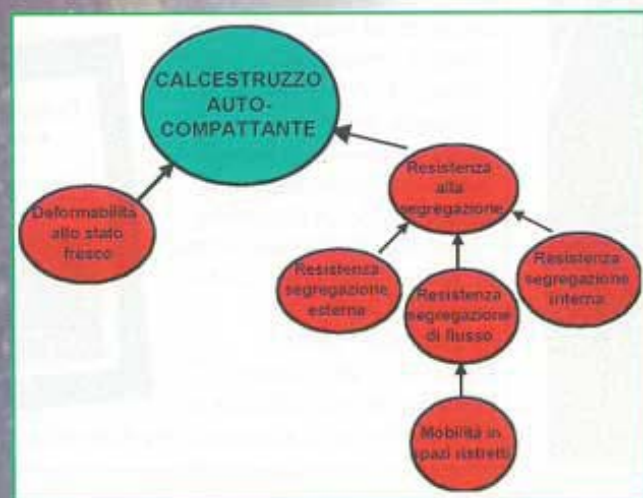 CALCESTRUZZO
AUTO-
COMPATTANTE
Deformabilità
allo stato
fresco
Resistenza
alla
segregazione
Resistenza
segregazione
esterna
Resistenza
segregazione
di flusso
Resistenza
segregazione
interna
Mobilità in
spazi ristretti